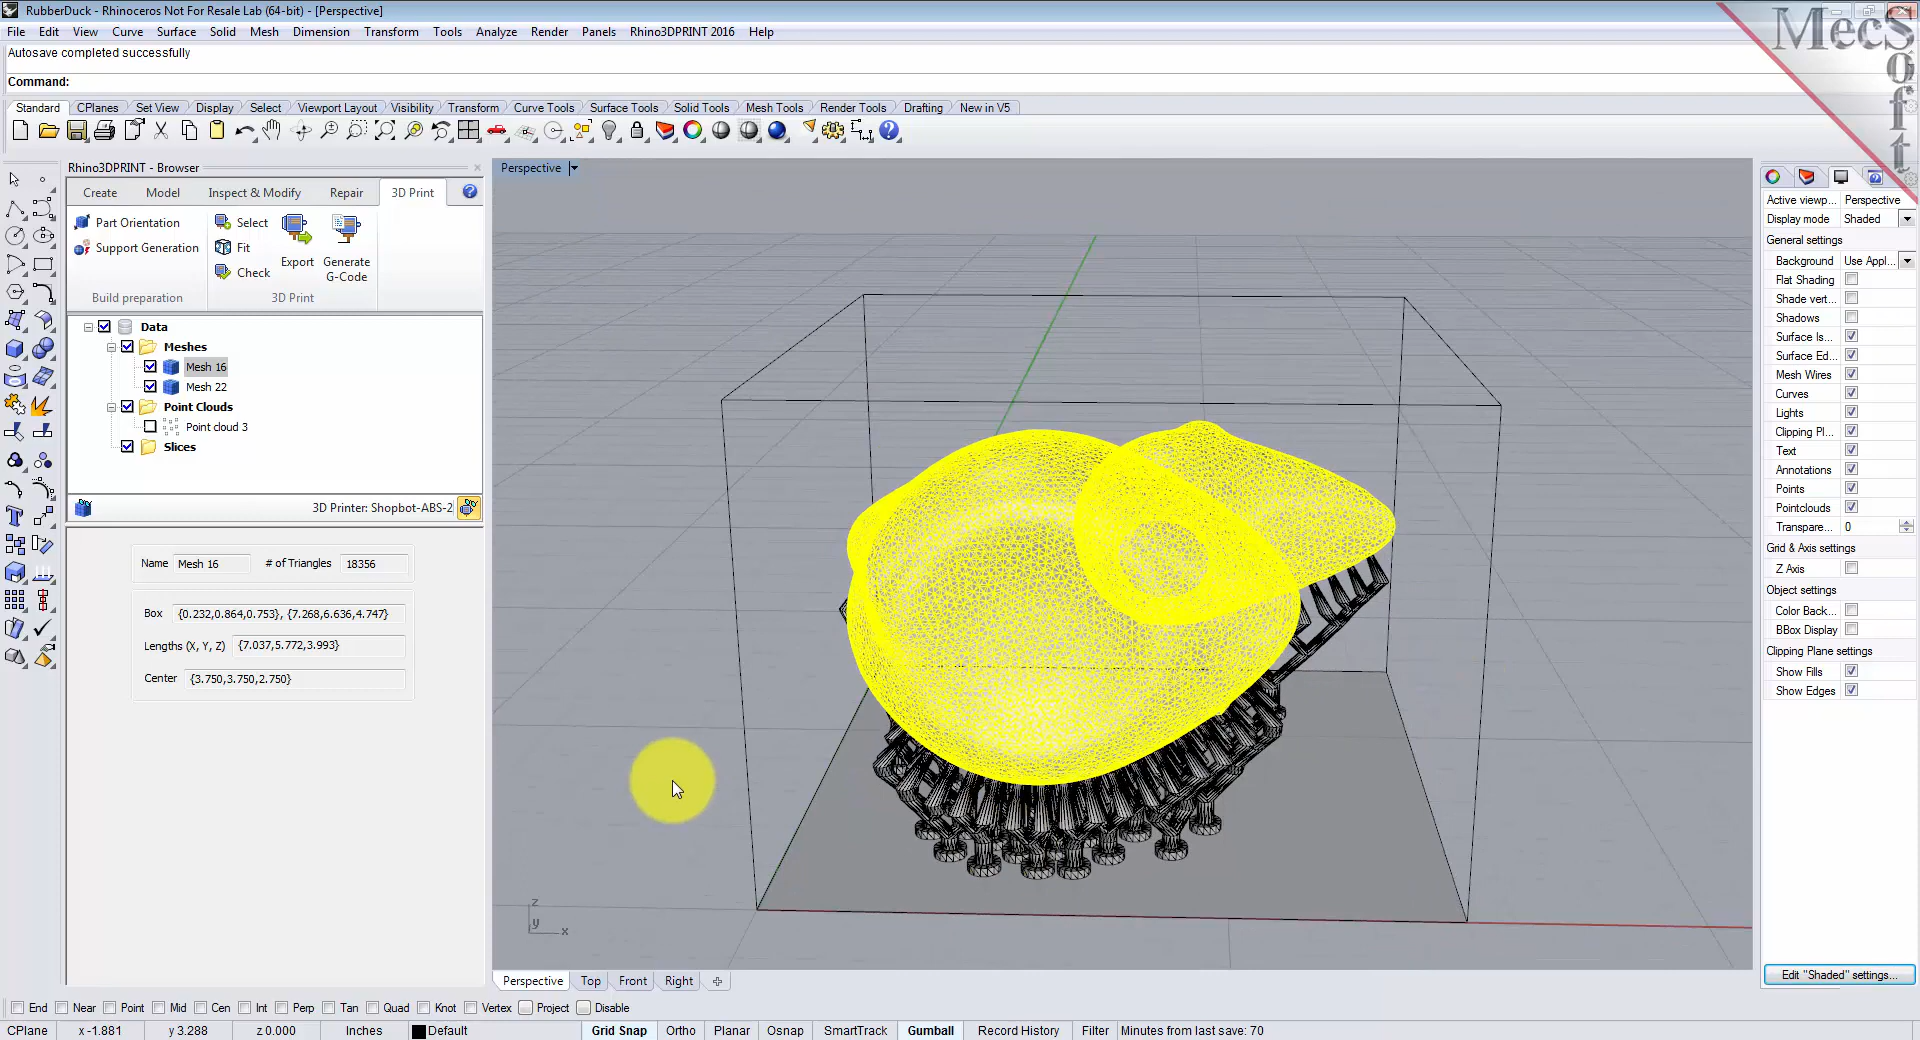 RubberDuck - Rhinoceros Not For Resale Lab (64-bit) - [Perspective]
File Edit View Curve Surface Solid Mesh Dimension Transform Tools Analyze Render Panels Rhino3DPRINT 2016 Help
Autosave completed successfully
Command:
MecSoft
Standard CPlanes Set View Display Select Viewport Layout Visibility Transform Curve Tools Surface Tools Solid Tools Mesh Tools Render Tools Drafting New in V5
Rhino3DPRINT - Browser
Create Model Inspect & Modify Repair 3D Print
Part Orientation
Support Generation
Build preparation
Select
Fit
Check
Export
Generate
G-Code
3D Print
Data
Meshes
Mesh 16
Mesh 22
Point Clouds
Point cloud 3
Slices
3D Printer: Shopbot-ABS-2
Name Mesh 16 # of Triangles 18356
Box {0.232,0.864,0.753}, {7.268,6.636,4.747}
Lengths (X, Y, Z) {7.037,5.772,3.993}
Center {3.750,3.750,2.750}
Perspective
z
y
x
Perspective Top Front Right
Active viewp... Perspective
Display mode Shaded
General settings
Background Use Appl...
Flat Shading
Shade vert...
Shadows
Surface Is...
Surface Ed...
Mesh Wires
Curves
Lights
Clipping Pl...
Text
Annotations
Points
Pointclouds
Transpare... 0
Grid & Axis settings
Z Axis
Object settings
Color Back...
BBox Display
Clipping Plane settings
Show Fills
Show Edges
Edit "Shaded" settings...
End Near Point Mid Cen Int Perp Tan Quad Knot Vertex Project Disable
CPlane x -1.881 y 3.288 z 0.000 Inches Default Grid Snap Ortho Planar Osnap SmartTrack Gumball Record History Filter Minutes from last save: 70